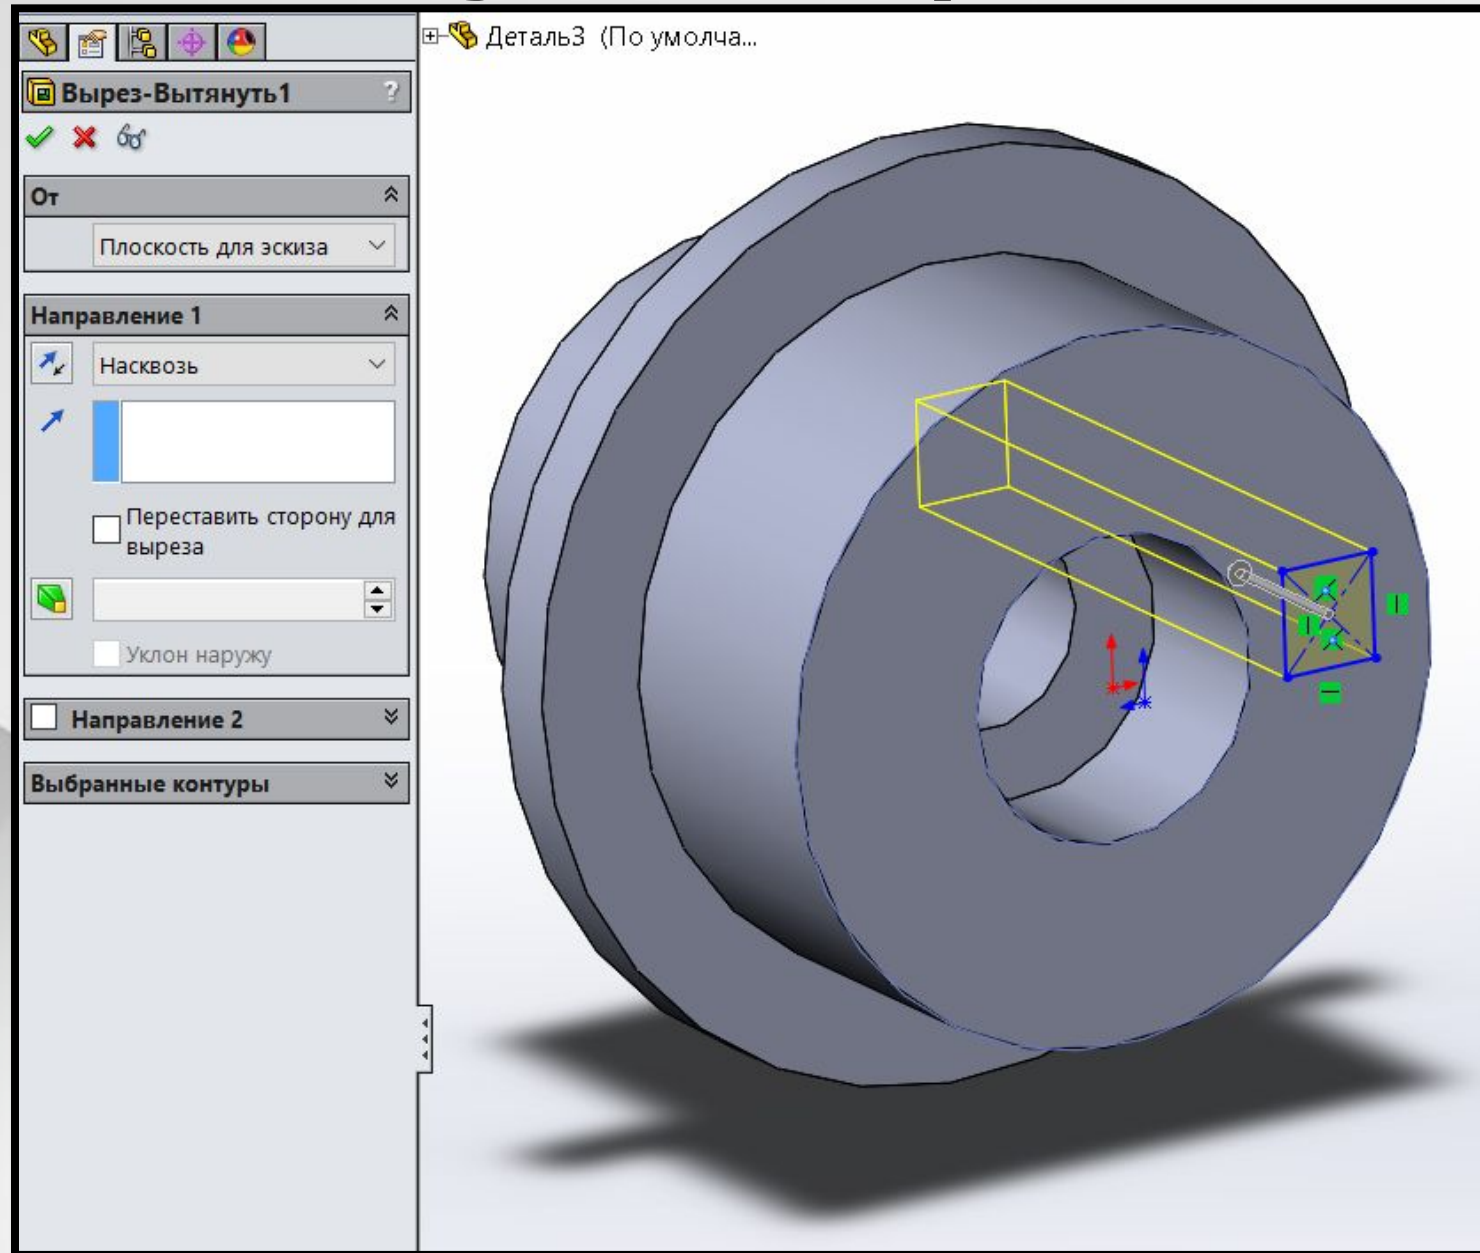 Деталь3 (По умолча...
Вырез-Вытянуть1 ?
От
Плоскость для эскиза
Направление 1
Насквозь
Переставить сторону для
выреза
Уклон наружу
Направление 2
Выбранные контуры